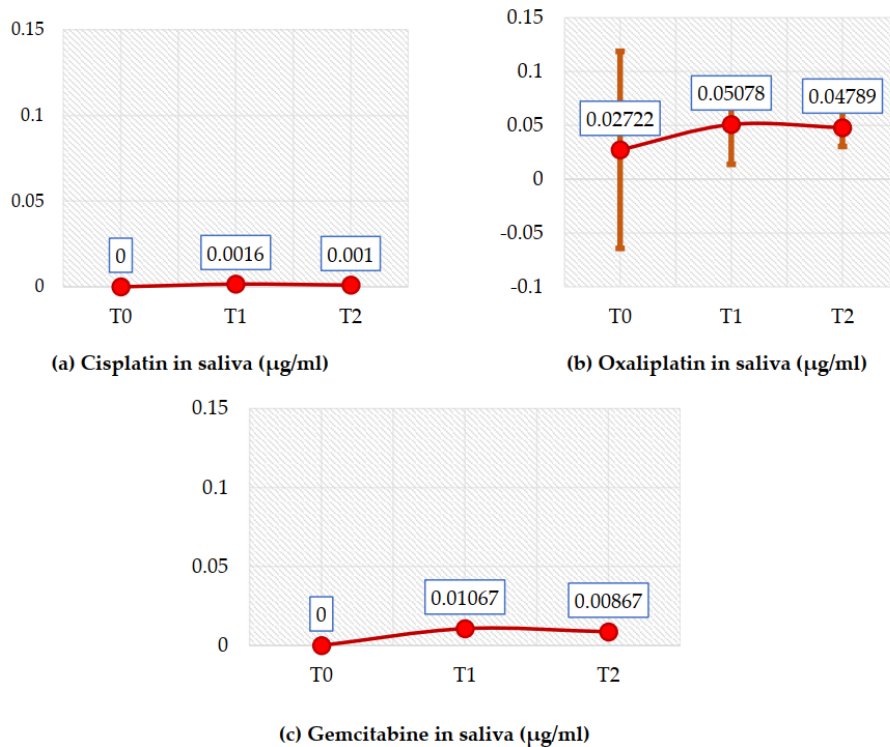 0.15
0.1
0.05
0
0 0.0016 0.001
T0 T1 T2
(a) Cisplatin in saliva (µg/ml)
0.15
0.1
0.05
0
-0.05
-0.1
0.02722 0.05078 0.04789
T0 T1 T2
(b) Oxaliplatin in saliva (µg/ml)
0.15
0.1
0.05
0
0 0.01067 0.00867
T0 T1 T2
(c) Gemcitabine in saliva (µg/ml)